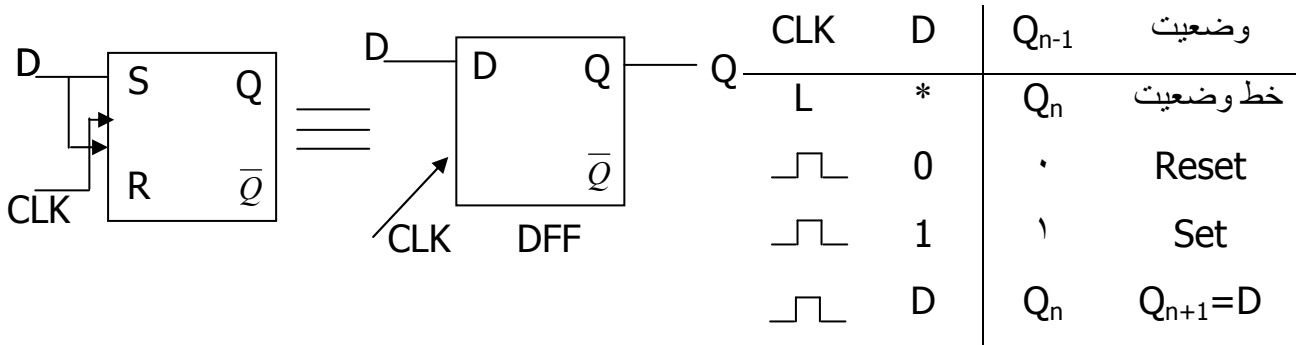 D
S Q
R Q̅
CLK
D
D Q
Q̅
Q
CLK DFF
CLK D Qₙ₋₁ وضعیت
L * Qₙ خط وضعیت
0 ۰ Reset
1 ۱ Set
D Qₙ Qₙ₊₁=D